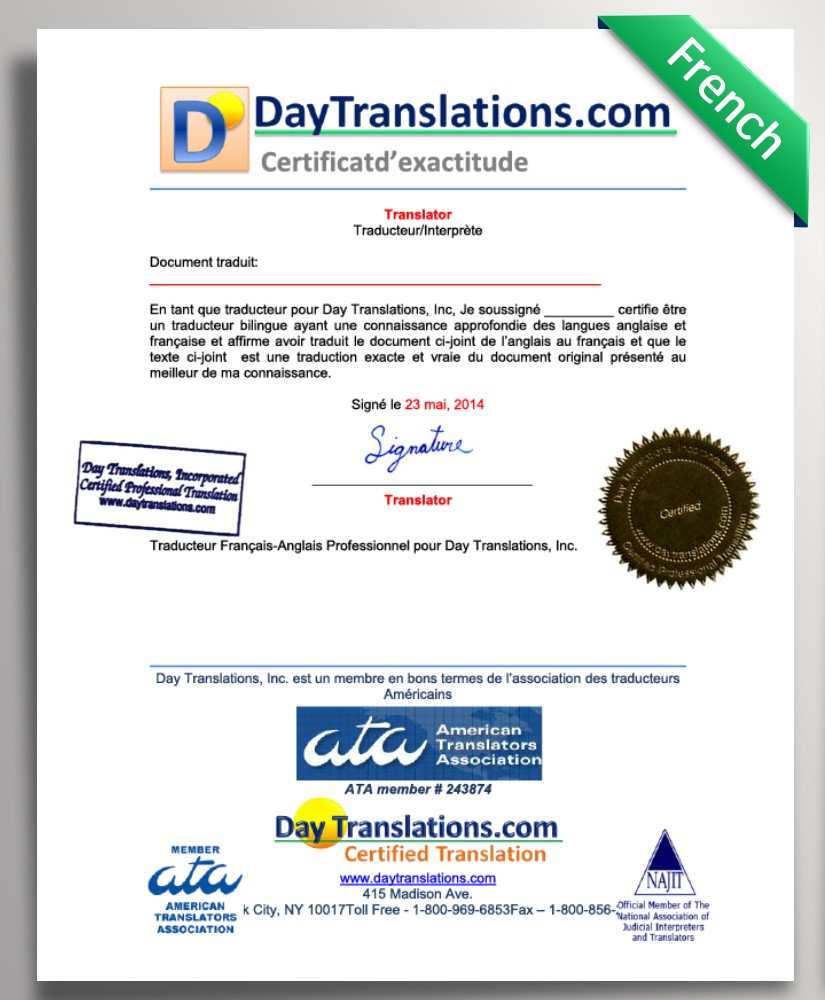 French
D
DayTranslations.com
Certificatd’exactitude
Translator
Traducteur/Interprète
Document traduit:
En tant que traducteur pour Day Translations, Inc, Je soussigné _________ certifie être
un traducteur bilingue ayant une connaissance approfondie des langues anglaise et
française et affirme avoir traduit le document ci-joint de l’anglais au français et que le
texte ci-joint est une traduction exacte et vraie du document original présenté au
meilleur de ma connaissance.
Signé le 23 mai, 2014
Signature
Translator
Day Translations, Incorporated
Certified Professional Translation
www.daytranslations.com
Day Translations, Incorporated
Certified
daytranslations.com
Certified Professional Translation
Traducteur Français-Anglais Professionnel pour Day Translations, Inc.
Day Translations, Inc. est un membre en bons termes de l’association des traducteurs
Américains
ata American
Translators
Association
ATA member # 243874
Day Translations.com
Certified Translation
www.daytranslations.com
415 Madison Ave.
k City, NY 10017Toll Free - 1-800-969-6853Fax – 1-800-856-
MEMBER
ata
AMERICAN
TRANSLATORS
ASSOCIATION
NAJIT
Official Member of The
National Association of
Judicial Interpreters
and Translators